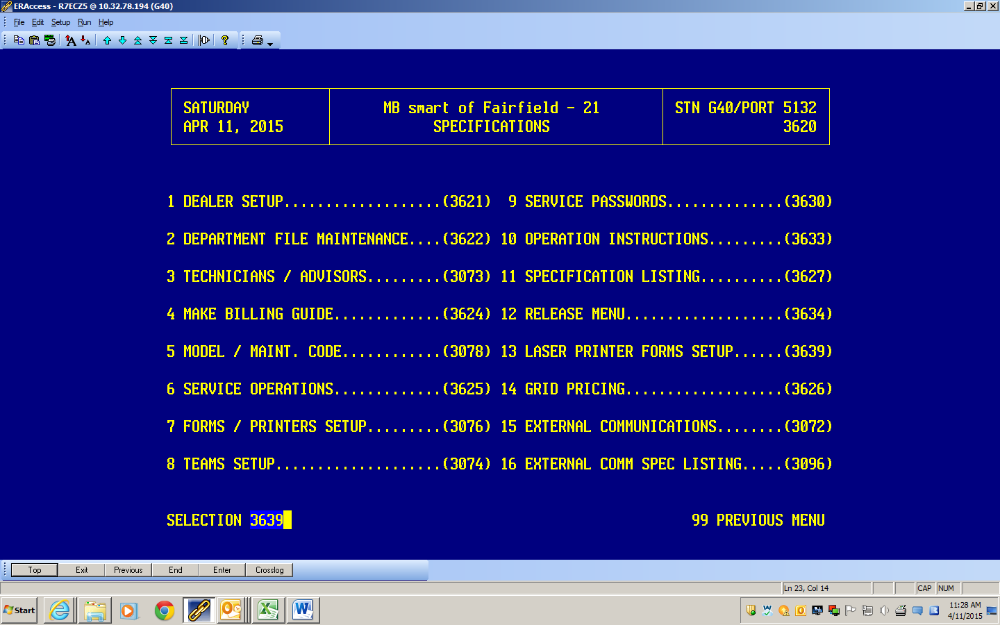 ERAccess - R7ECZ5 @ 10.32.78.194 (G40)
File Edit Setup Run Help
SATURDAY MB smart of Fairfield - 21 STN G40/PORT 5132
APR 11, 2015 SPECIFICATIONS 3620
1 DEALER SETUP...................(3621) 9 SERVICE PASSWORDS..............(3630)
2 DEPARTMENT FILE MAINTENANCE....(3622) 10 OPERATION INSTRUCTIONS.........(3633)
3 TECHNICIANS / ADVISORS.........(3073) 11 SPECIFICATION LISTING..........(3627)
4 MAKE BILLING GUIDE.............(3624) 12 RELEASE MENU...................(3634)
5 MODEL / MAINT. CODE............(3078) 13 LASER PRINTER FORMS SETUP......(3639)
6 SERVICE OPERATIONS.............(3625) 14 GRID PRICING...................(3626)
7 FORMS / PRINTERS SETUP.........(3076) 15 EXTERNAL COMMUNICATIONS........(3072)
8 TEAMS SETUP....................(3074) 16 EXTERNAL COMM SPEC LISTING.....(3096)
SELECTION 3639 99 PREVIOUS MENU
Top Exit Previous End Enter Crosslog
Ln 23, Col 14 CAP NUM
Start 11:28 AM
4/11/2015